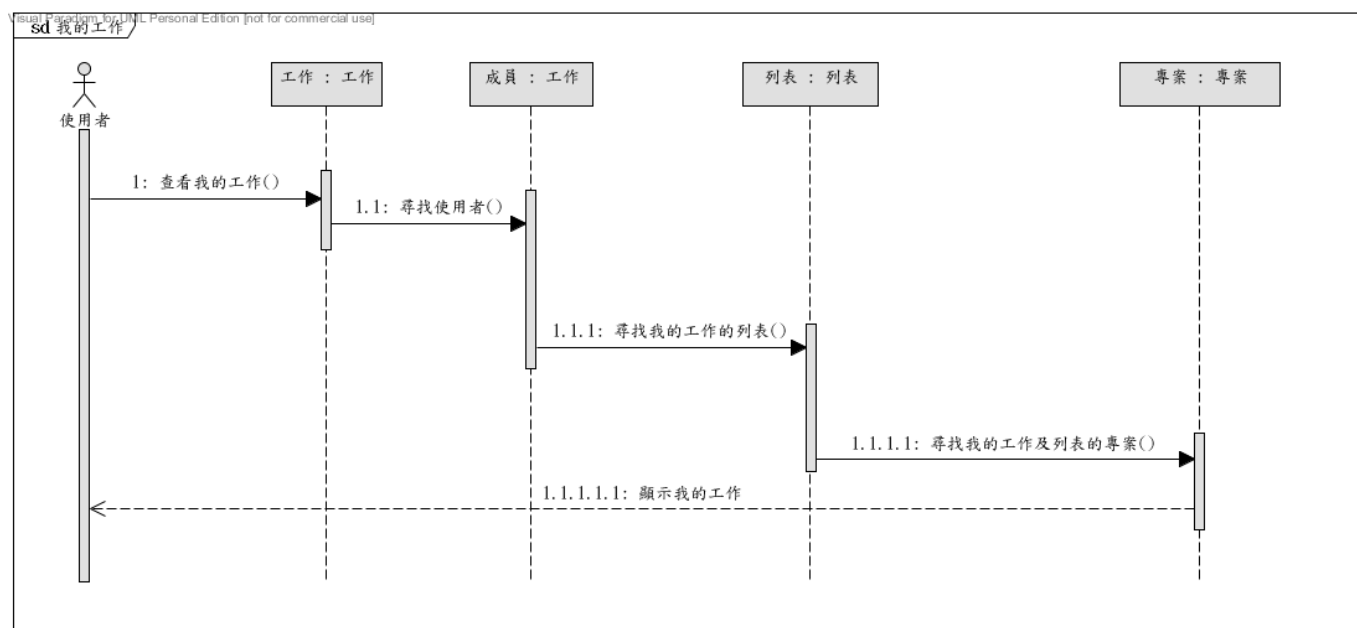 Visual Paradigm for UML Personal Edition [not for commercial use]
sd 我的工作
使用者
工作 : 工作
成員 : 工作
列表 : 列表
專案 : 專案
1: 查看我的工作()
1.1: 尋找使用者()
1.1.1: 尋找我的工作的列表()
1.1.1.1: 尋找我的工作及列表的專案()
1.1.1.1.1: 顯示我的工作